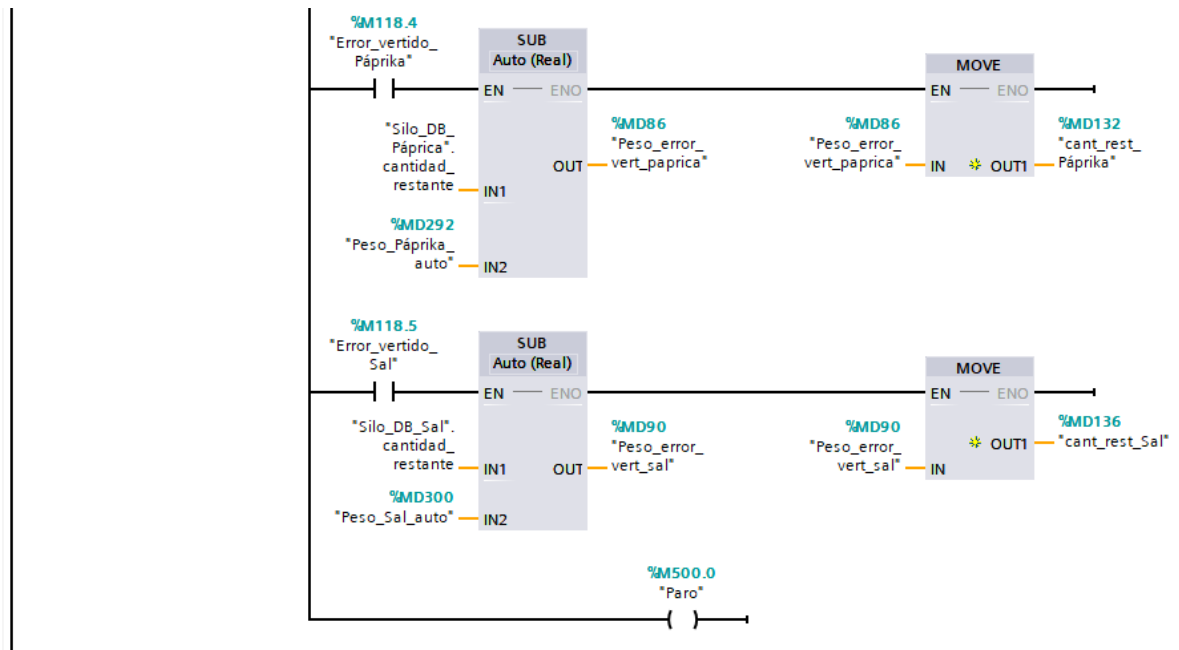 %M118.4
"Error_vertido_
Páprika"
SUB
Auto (Real)
EN
ENO
MOVE
EN
ENO
"Silo_DB_
Páprica".
cantidad_
restante
IN1
OUT
%MD86
"Peso_error_
vert_paprica"
%MD86
"Peso_error_
vert_paprica"
IN
OUT1
%MD132
"cant_rest_
Páprika"
%MD292
"Peso_Páprika_
auto"
IN2
%M118.5
"Error_vertido_
Sal"
SUB
Auto (Real)
EN
ENO
MOVE
EN
ENO
"Silo_DB_Sal".
cantidad_
restante
IN1
OUT
%MD90
"Peso_error_
vert_sal"
%MD90
"Peso_error_
vert_sal"
IN
OUT1
%MD136
"cant_rest_Sal"
%MD300
"Peso_Sal_auto"
IN2
%M500.0
"Paro"